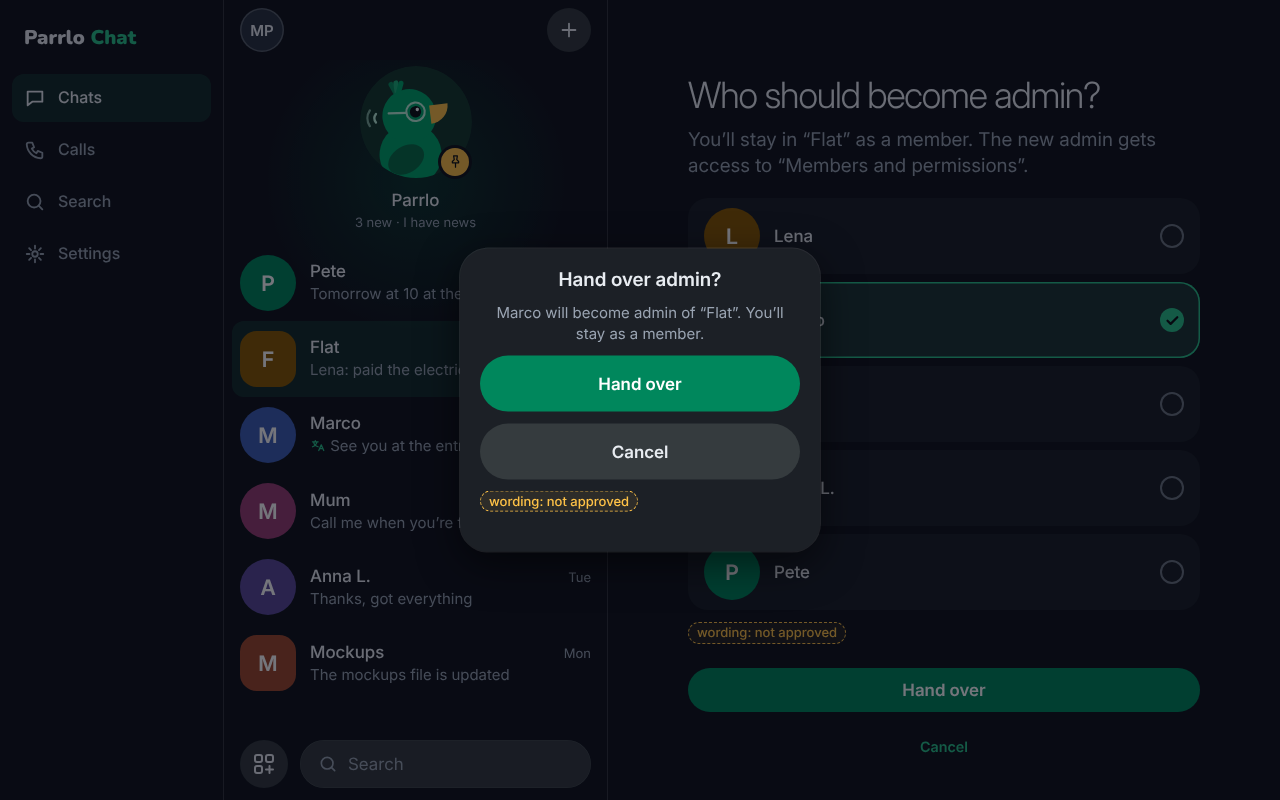 Parrlo Chat
Chats
Calls
Search
Settings
MP
Parrlo
3 new · I have news
P
Pete
Tomorrow at 10 at the
F
Flat
Lena: paid the electri
M
Marco
See you at the ent
M
Mum
Call me when you're
A
Anna L.
Tue
Thanks, got everything
M
Mockups
Mon
The mockups file is updated
Search
Who should become admin?
You'll stay in “Flat” as a member. The new admin gets
access to “Members and permissions”.
L
Lena
L.
P
Pete
wording: not approved
Hand over
Cancel
Hand over admin?
Marco will become admin of “Flat”. You'll
stay as a member.
Hand over
Cancel
wording: not approved